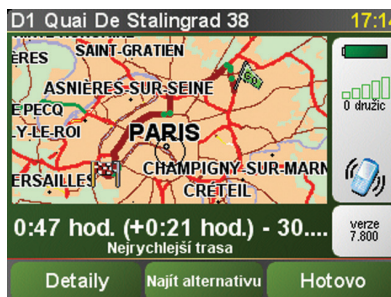 D1 Quai De Stalingrad 38 17:14
ÈRES
SAINT-GRATIEN
ASNIÈRES-SUR-SEINE
E PECQ
Y-LE-ROI
PARIS
ERSAILLES
CHAMPIGNY-SUR-MARN
CRÉTEIL
0 družic
0:47 hod. (+0:21 hod.) - 30....
Nejrychlejší trasa
verze
7.800
Detaily
Najít alternativu
Hotovo